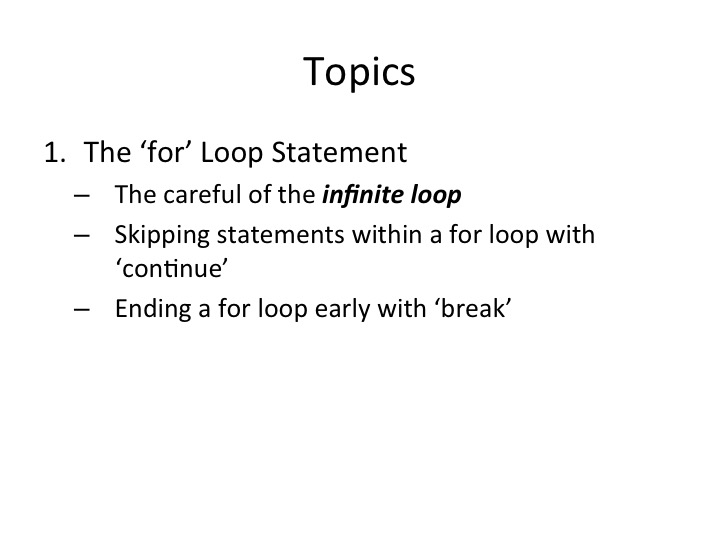 Topics
1. The ‘for’ Loop Statement
– The careful of the infinite loop
– Skipping statements within a for loop with
‘continue’
– Ending a for loop early with ‘break’